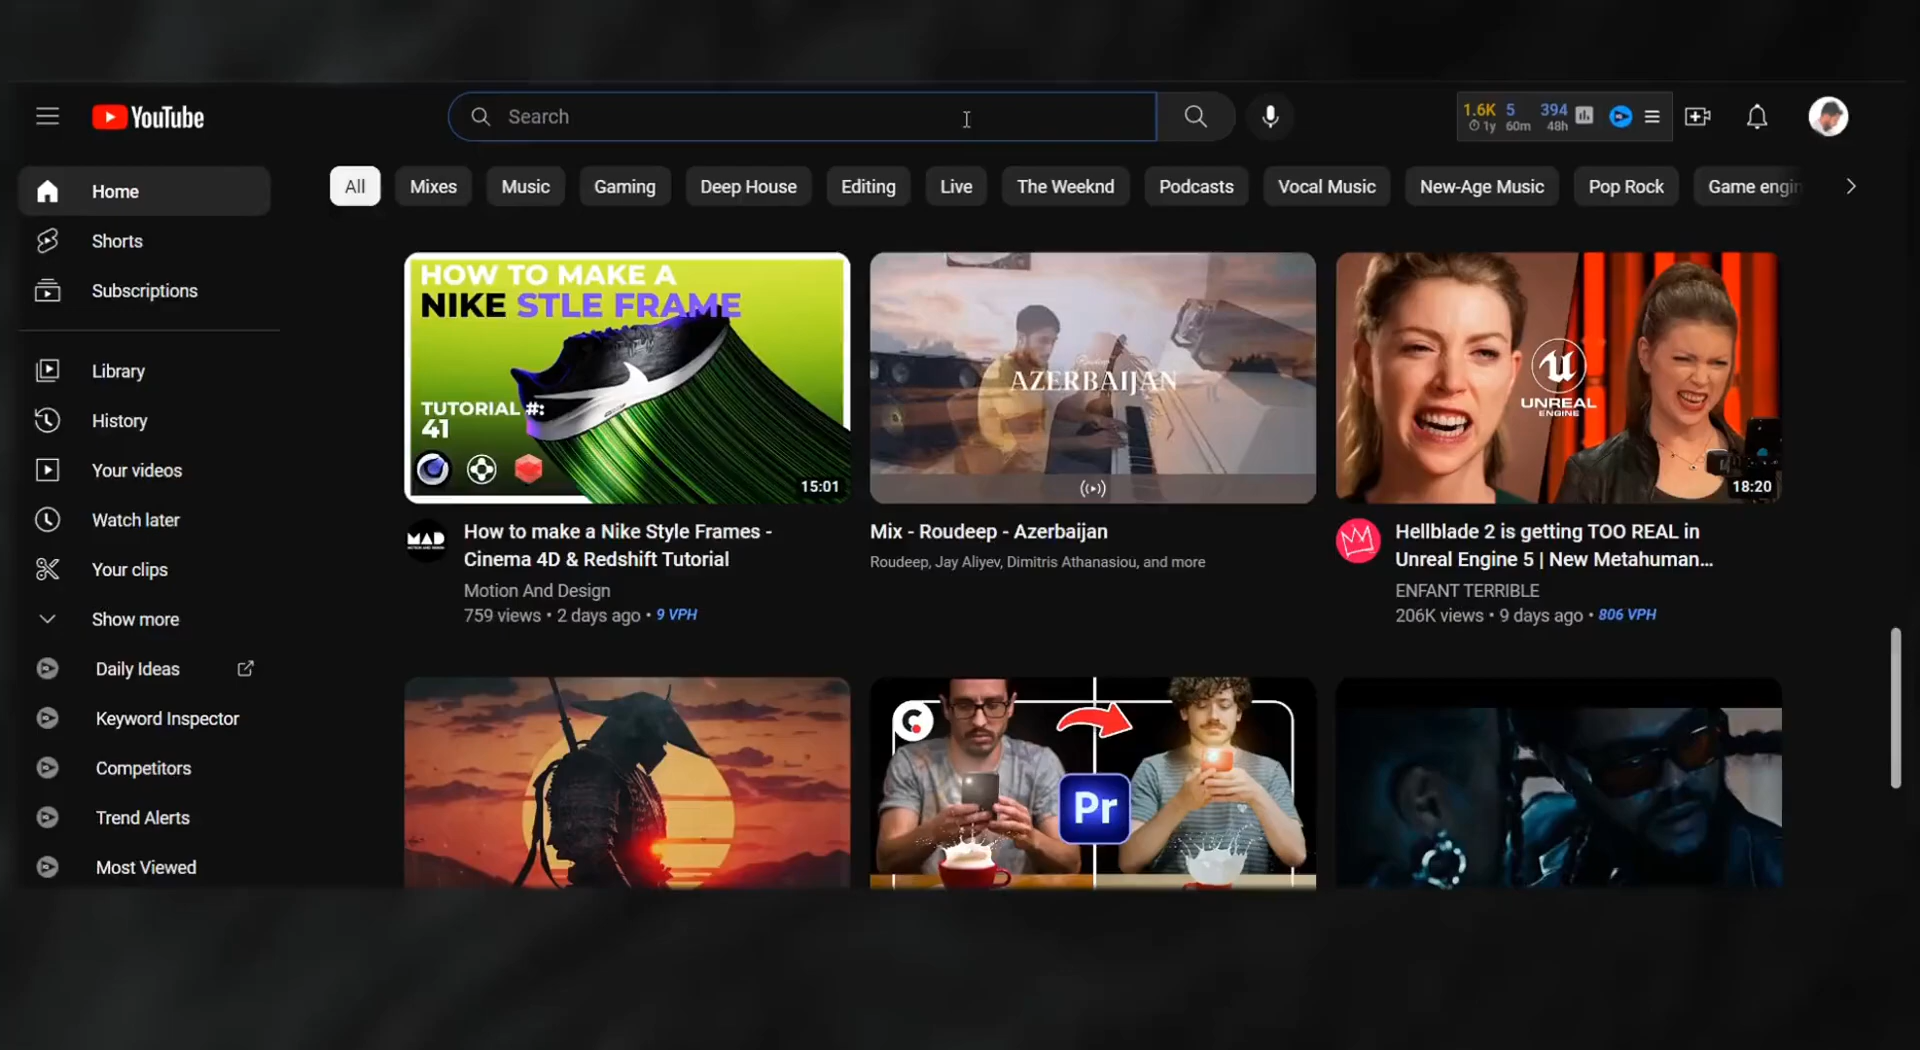 YouTube
Search
1.6K 5 394
1y 60m 48h
Home
Shorts
Subscriptions
Library
History
Your videos
Watch later
Your clips
Show more
Daily Ideas
Keyword Inspector
Competitors
Trend Alerts
Most Viewed
All
Mixes
Music
Gaming
Deep House
Editing
Live
The Weeknd
Podcasts
Vocal Music
New-Age Music
Pop Rock
Game engin
HOW TO MAKE A
NIKE STLE FRAME
TUTORIAL #:
41
15:01
MAD
How to make a Nike Style Frames -
Cinema 4D & Redshift Tutorial
Motion And Design
759 views • 2 days ago • 9 VPH
AZERBAIJAN
Mix - Roudeep - Azerbaijan
Roudeep, Jay Aliyev, Dimitris Athanasiou, and more
UNREAL
ENGINE
18:20
Hellblade 2 is getting TOO REAL in
Unreal Engine 5 | New Metahuman...
ENFANT TERRIBLE
206K views • 9 days ago • 806 VPH
Pr